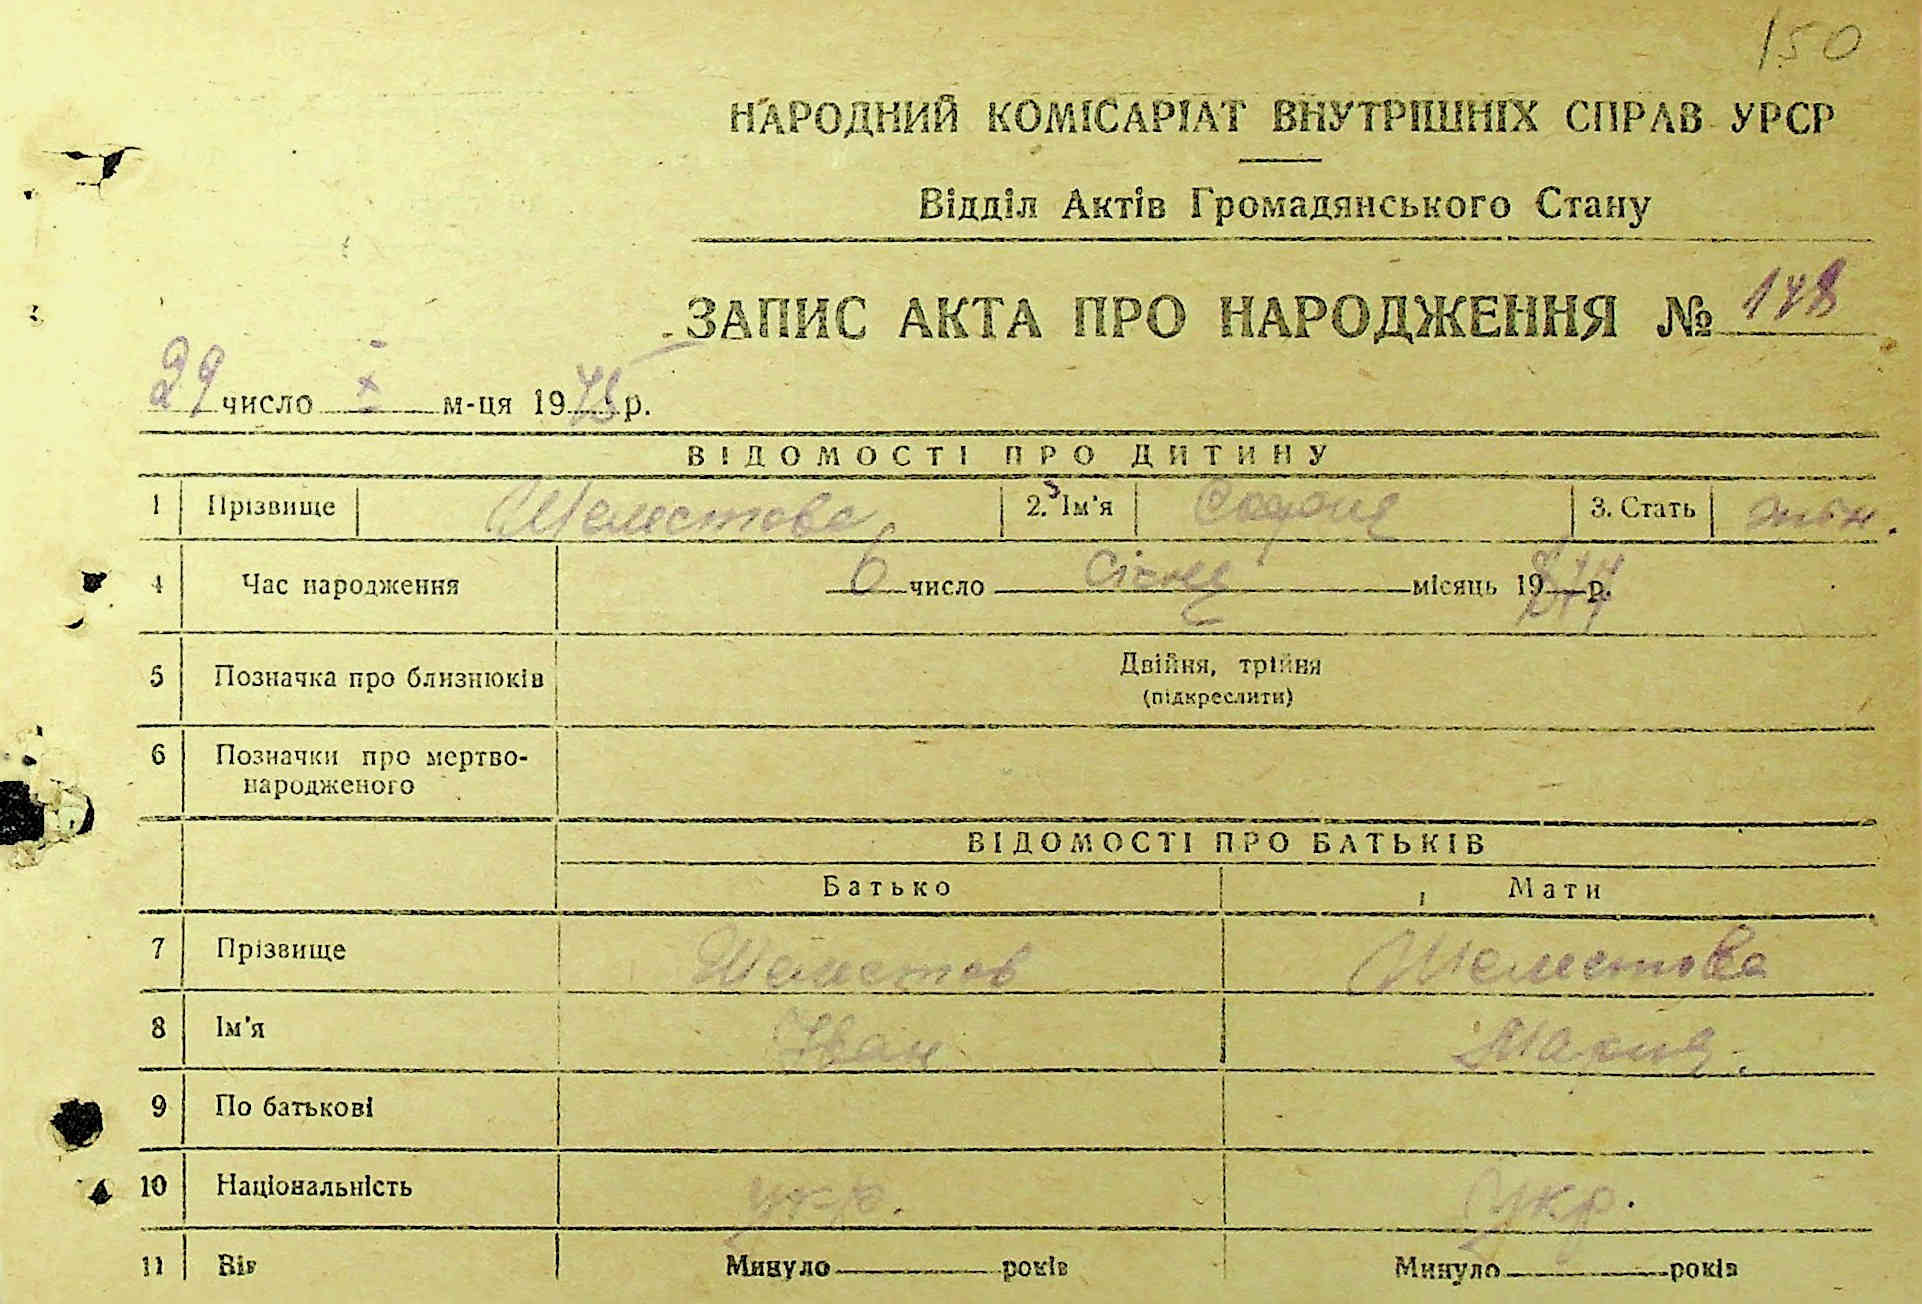 150
НАРОДНИЙ КОМІСАРІАТ ВНУТРІШНІХ СПРАВ УРСР
Відділ Актів Громадянського Стану
ЗАПИС АКТА ПРО НАРОДЖЕННЯ № 148
29 число X м-ця 1945 р.
ВІДОМОСТІ ПРО ДИТИНУ
1 Прізвище Шелестова 2. Ім'я Софія 3. Стать жін.
4 Час народження 6 число січня місяць 19 р.
5 Позначка про близнюків Двійня, трійня
(підкреслити)
6 Позначки про мертво-
народженого
ВІДОМОСТІ ПРО БАТЬКІВ
Батько Мати
7 Прізвище Шелестов Шелестова
8 Ім'я Іван Марія
9 По батькові
10 Національність укр. укр.
11 Вік Минуло років Минуло років